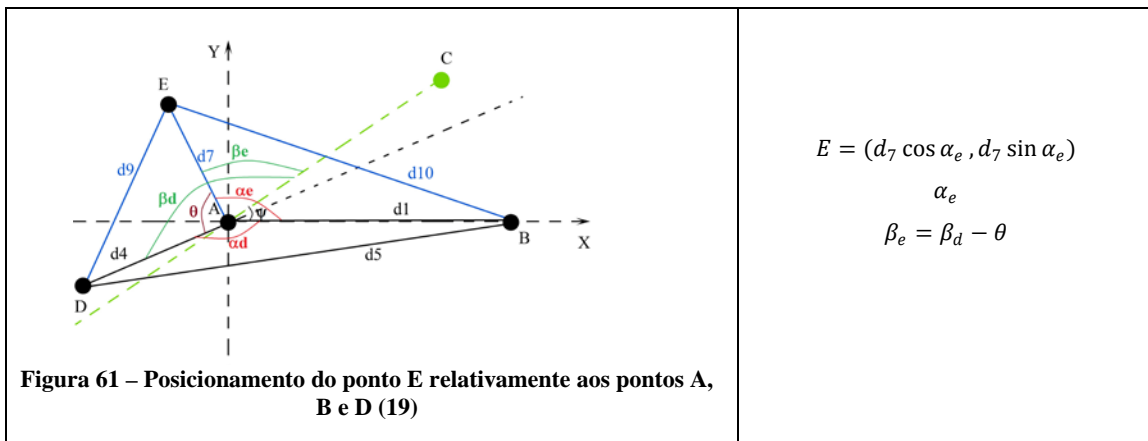 Y
C
E
d7
βe
d9
d10
βd
αe
θ
A
ψ
d1
αd
B
X
d4
d5
D
Figura 61 – Posicionamento do ponto E relativamente aos pontos A,
B e D (19)
E = (d₇ cos αₑ , d₇ sin αₑ)
αₑ
βₑ = β_d − θ